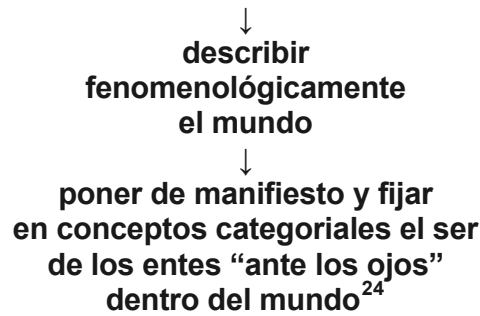 ↓
describir
fenomenológicamente
el mundo
↓
poner de manifiesto y fijar
en conceptos categoriales el ser
de los entes “ante los ojos”
dentro del mundo²⁴